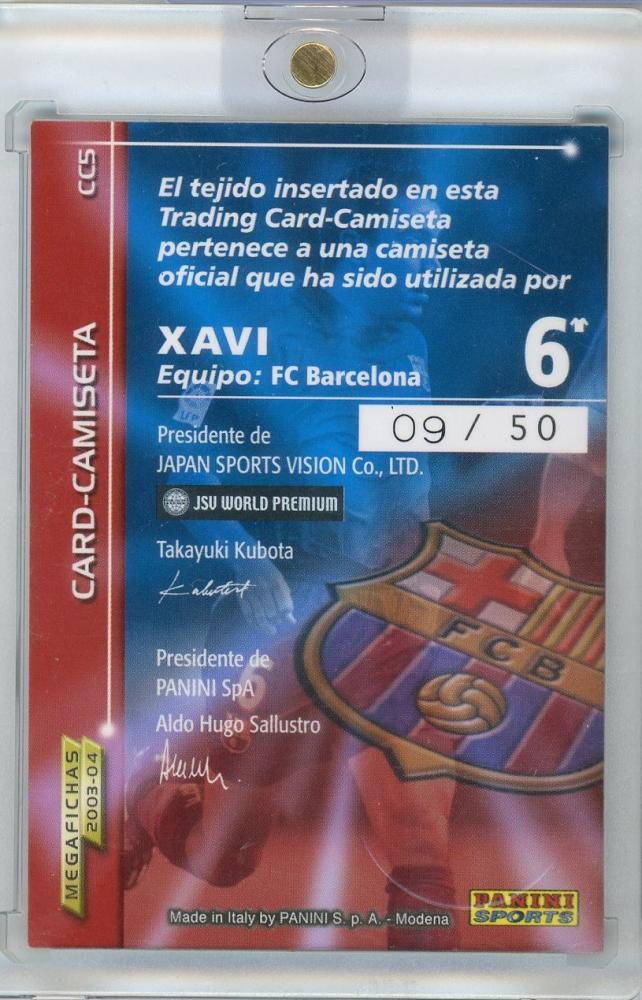 CC5
CARD-CAMISETA
MEGAFICHAS
2003-04
El tejido insertado en esta
Trading Card-Camiseta
pertenece a una camiseta
oficial que ha sido utilizada por
XAVI
6
Equipo: FC Barcelona
09 / 50
Presidente de
JAPAN SPORTS VISION Co., LTD.
JSV WORLD PREMIUM
Takayuki Kubota
Presidente de
PANINI SpA
Aldo Hugo Sallustro
FCB
LFP
PANINI
SPORTS
Made in Italy by PANINI S. p. A. - Modena